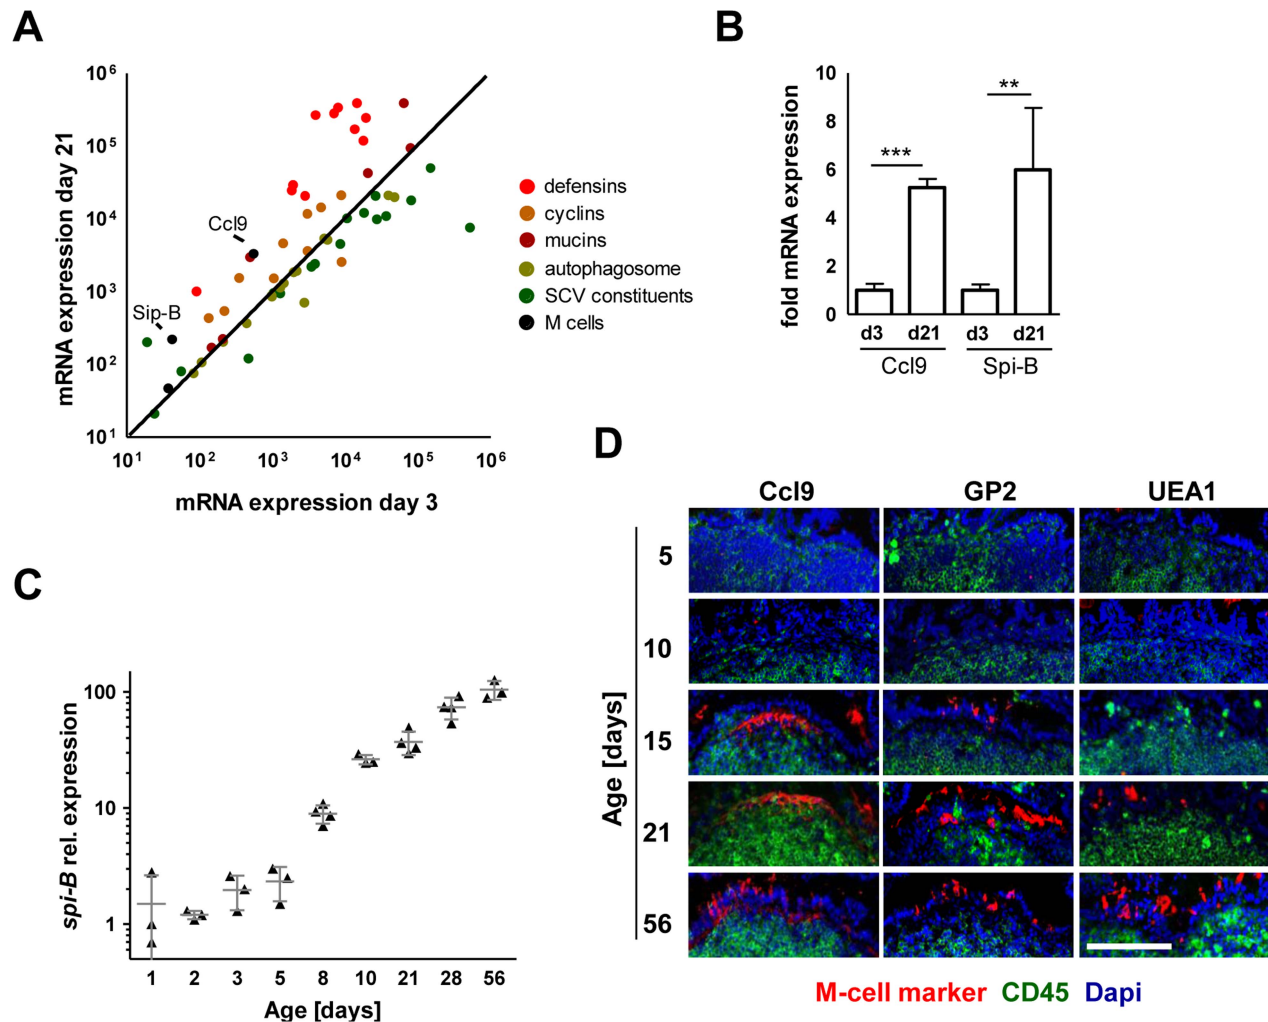 A
mRNA expression day 21
10⁶
10⁵
10⁴
10³
10²
10¹
Ccl9
Sip-B
10¹ 10² 10³ 10⁴ 10⁵ 10⁶
mRNA expression day 3
defensins
cyclins
mucins
autophagosome
SCV constituents
M cells
B
fold mRNA expression
10
8
6
4
2
0
***
**
d3 d21 d3 d21
Ccl9 Spi-B
C
spi-B rel. expression
100
10
1
1 2 3 5 8 10 21 28 56
Age [days]
D
Ccl9 GP2 UEA1
Age [days]
5
10
15
21
56
M-cell marker CD45 Dapi